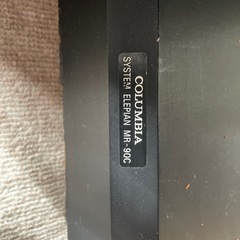 COLUMBIA
SYSTEM ELEPIAN MR-90C